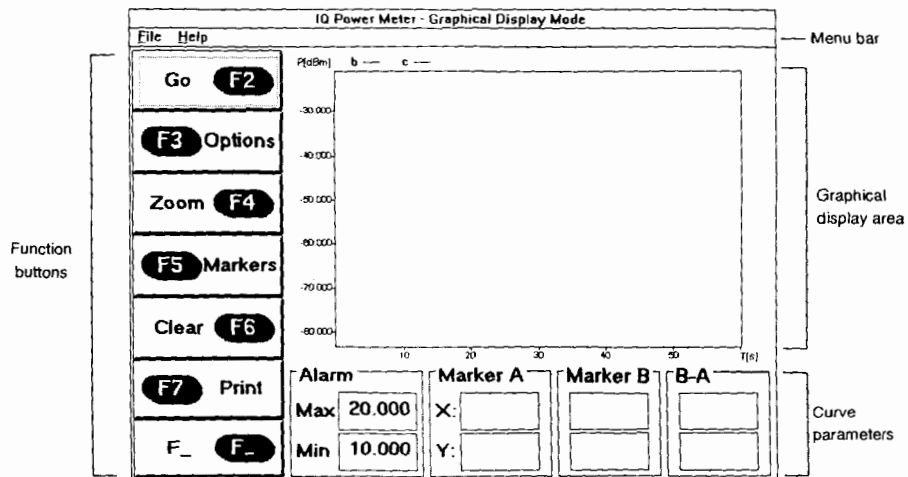 IQ Power Meter - Graphical Display Mode
File Help
Menu bar
Go F2
F3 Options
Zoom F4
F5 Markers
Clear F6
F7 Print
F_ F_
Function
buttons
P[dBm] b c
-30.000
-40.000
-50.000
-60.000
-70.000
-80.000
10 20 30 40 50 T[s]
Graphical
display area
Alarm
Max 20.000
Min 10.000
Marker A
X:
Y:
Marker B
B-A
Curve
parameters